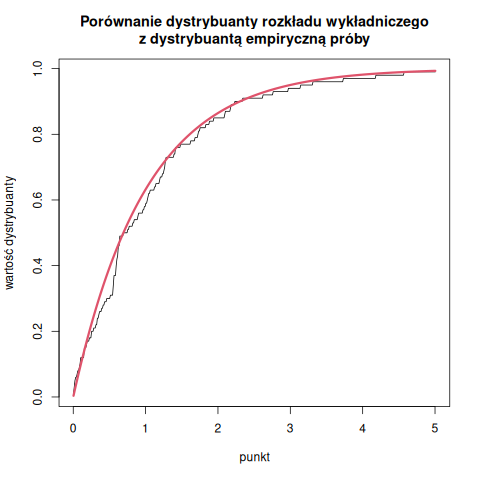 Porównanie dystrybuanty rozkładu wykładniczego
z dystrybuantą empiryczną próby
wartość dystrybuanty
1.0
0.8
0.6
0.4
0.2
0.0
0 1 2 3 4 5
punkt